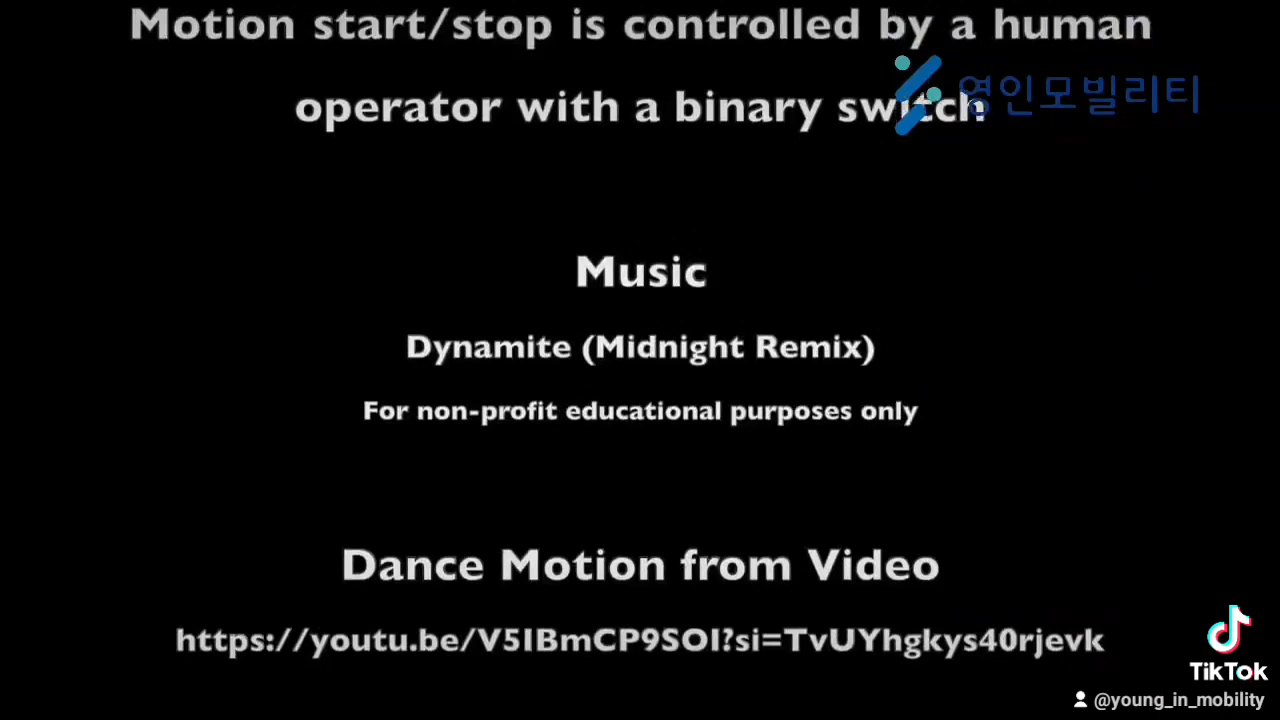 Motion start/stop is controlled by a human
operator with a binary switch
영인모빌리티
Music
Dynamite (Midnight Remix)
For non-profit educational purposes only
Dance Motion from Video
https://youtu.be/V5IBmCP9SOI?si=TvUYhgkys40rjevk
TikTok
@young_in_mobility